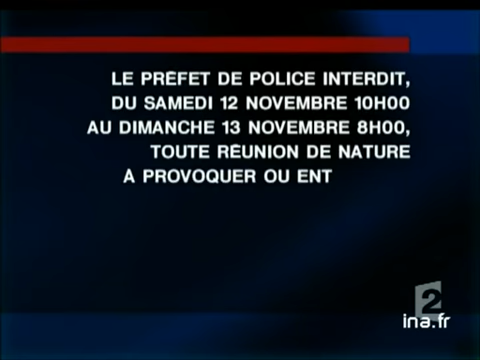 LE PRÉFET DE POLICE INTERDIT,
DU SAMEDI 12 NOVEMBRE 10H00
AU DIMANCHE 13 NOVEMBRE 8H00,
TOUTE RÉUNION DE NATURE
A PROVOQUER OU ENT
2
ina.fr